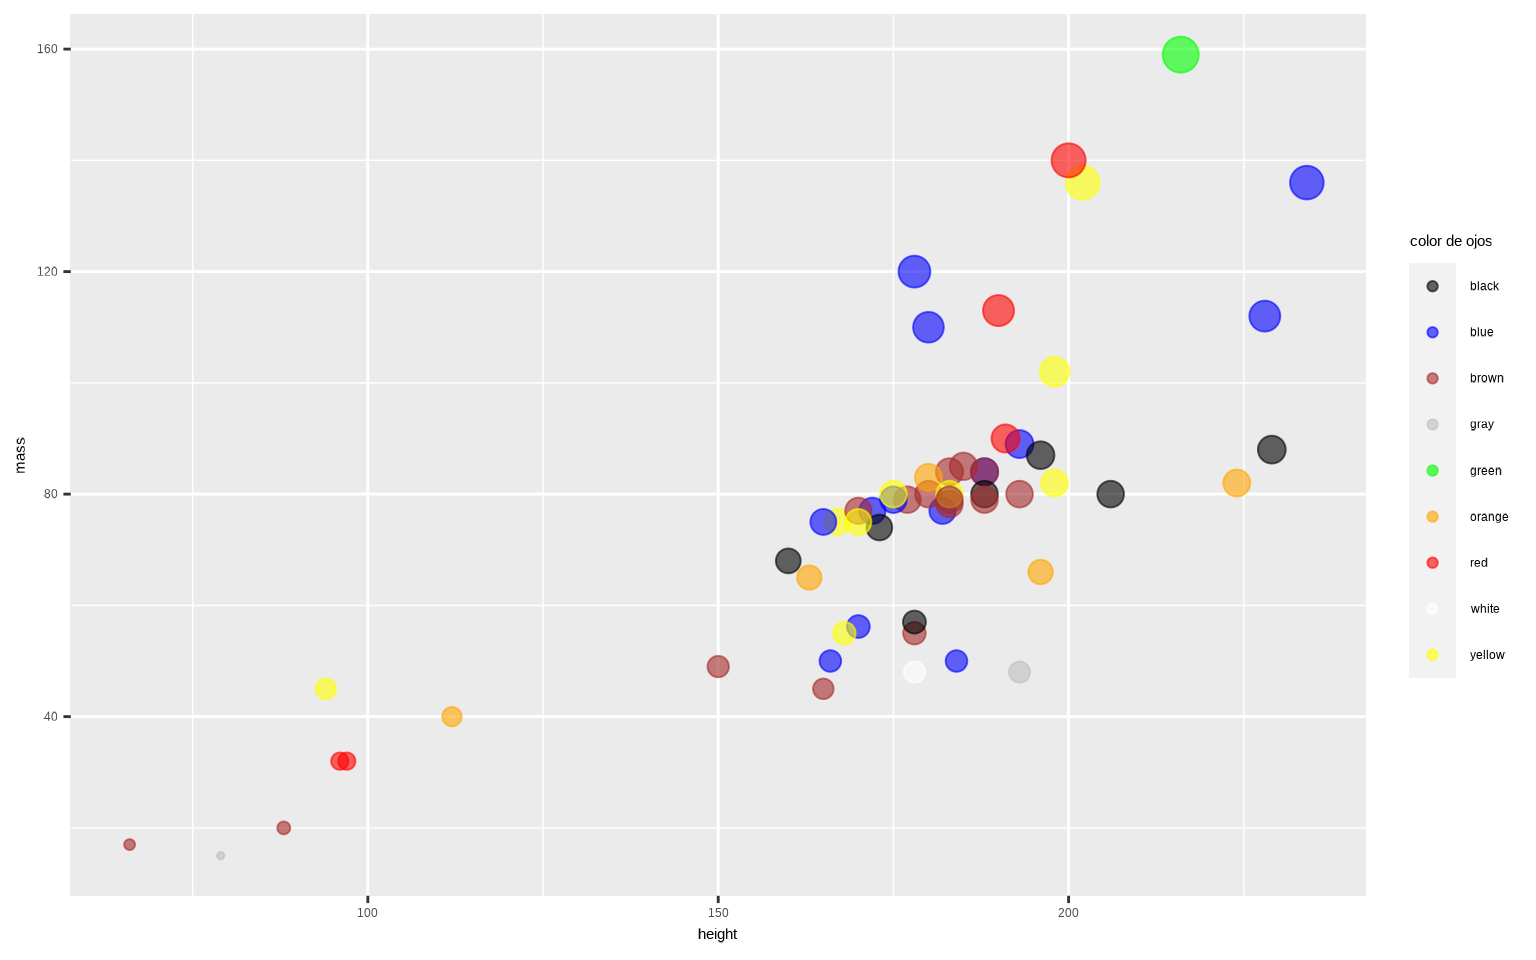 160
120
80
40
mass
100
150
200
height
color de ojos
black
blue
brown
gray
green
orange
red
white
yellow